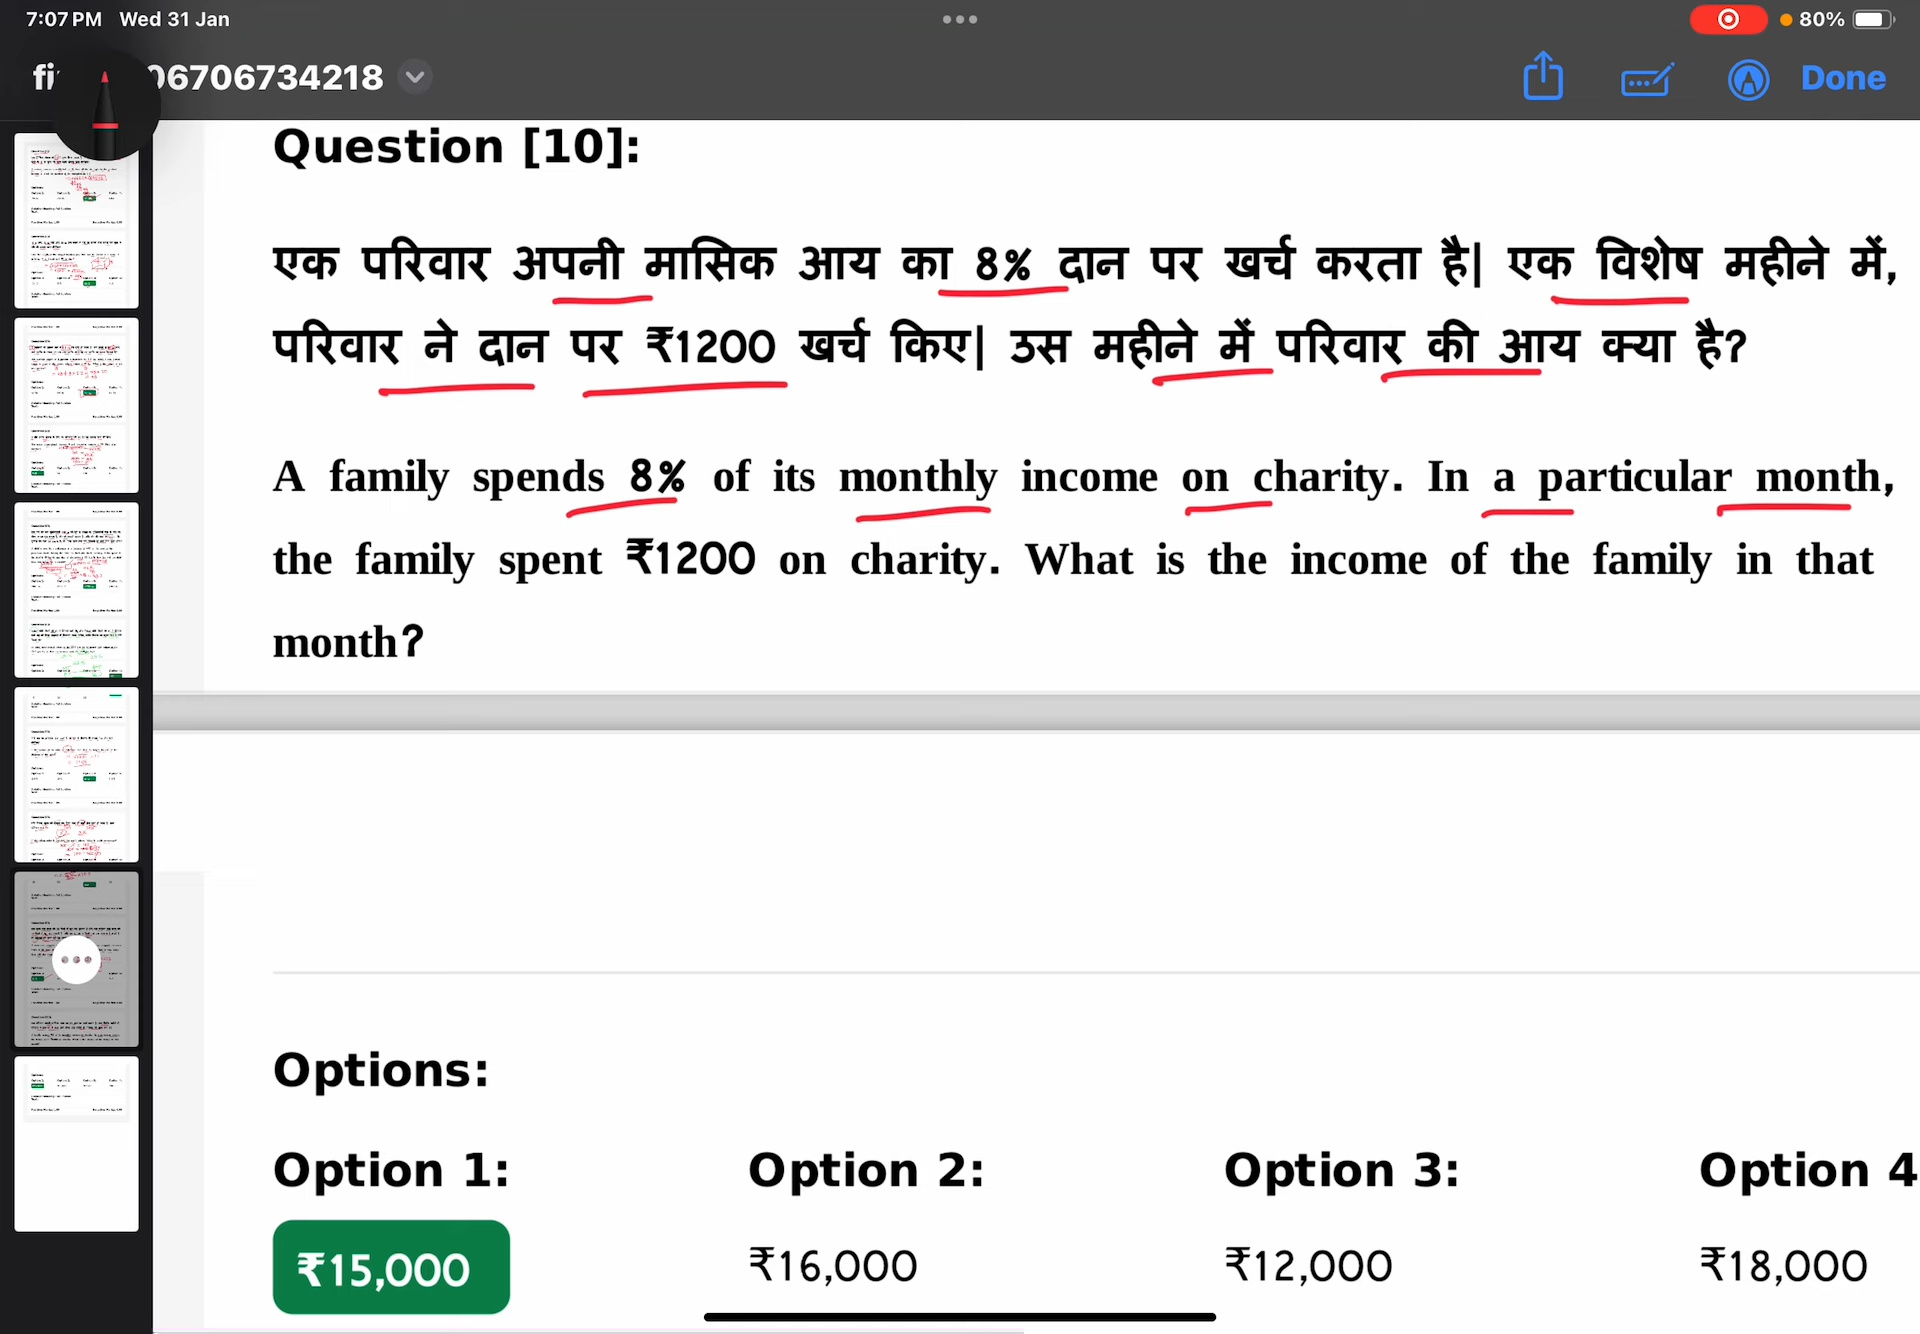 7:07 PM Wed 31 Jan
80%
06706734218
Done
Question [10]:
एक परिवार अपनी मासिक आय का 8% दान पर खर्च करता है| एक विशेष महीने में,
परिवार ने दान पर ₹1200 खर्च किए| उस महीने में परिवार की आय क्या है?
A family spends 8% of its monthly income on charity. In a particular month,
the family spent ₹1200 on charity. What is the income of the family in that
month?
Options:
Option 1: Option 2: Option 3: Option 4
₹15,000 ₹16,000 ₹12,000 ₹18,000